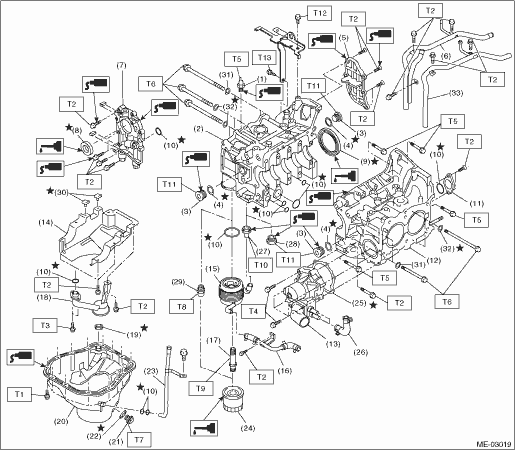 T12
T2
(5)
T5
T13
(7)
T6
(31)
(1)
(6)
T2
T11
T2
(32)
(33)
T2
(3)
(8)
(2)
(4)
T5
(10)
(9)
(10)
T2
T2
(10)
T11
(30)
(4)
(11)
(3)
(10)
T5
(14)
(3)
(4)
(10)
(27)
(28)
(32)
(10)
T10
T11
(12)
(15)
(31)
T2
(29)
T5
(18)
T2
T8
T4
(25)
T2
T6
T3
(19)
(17)
(13)
(26)
(23)
T9
T2
(16)
T1
(10)
(20)
(22)
(21)
T7
(24)
ME-03019